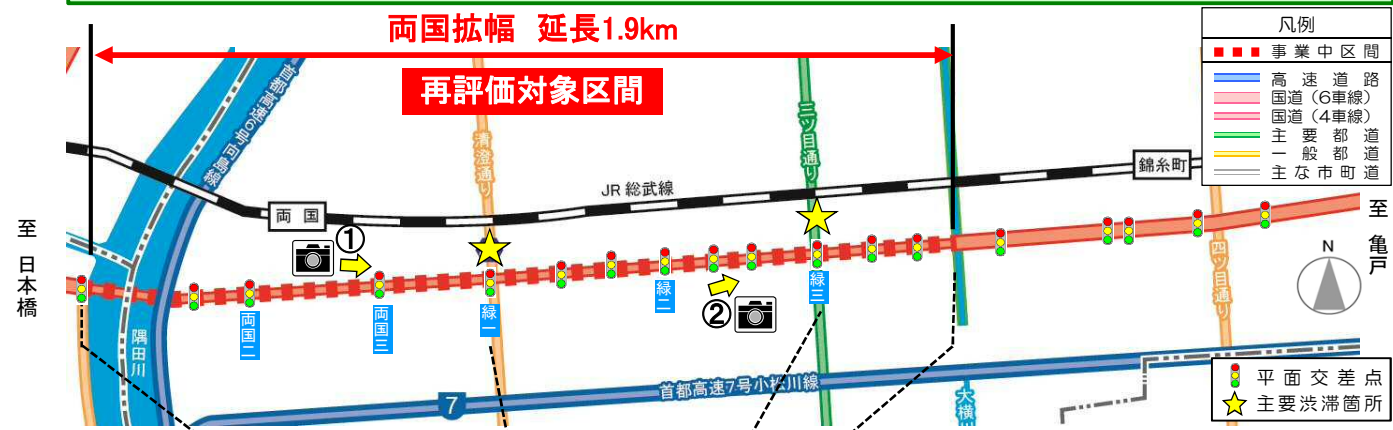 両国拡幅 延長1.9km
再評価対象区間
凡例
事業中区間
高速道路
国道（6車線）
国道（4車線）
主要都道
一般都道
主な市町道
首都高速6号向島線
清澄通り
三ツ目通り
JR総武線
錦糸町
両国
至 日本橋
至 亀戸
①
②
両国二
両国三
緑一
緑二
緑三
四ツ目通り
N
隅田川
首都高速7号小松川線
7
大横川
平面交差点
主要渋滞箇所